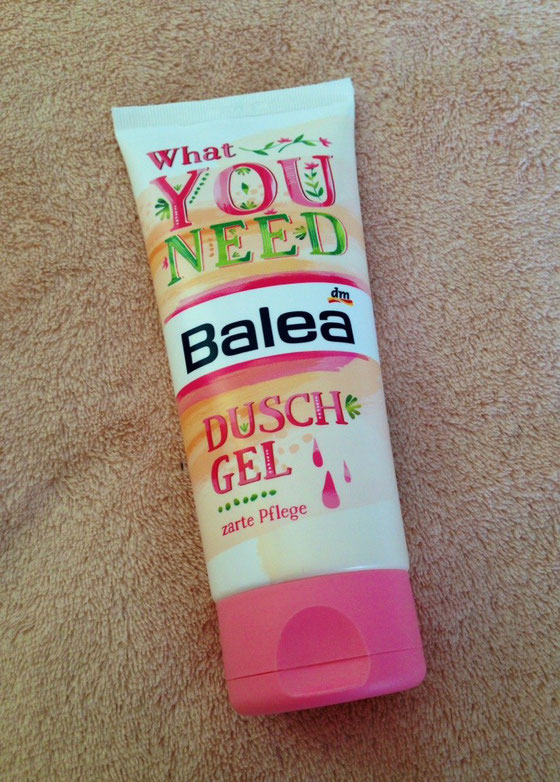 What
YOU
NEED
dm
Balea
DUSCH
GEL
zarte Pflege